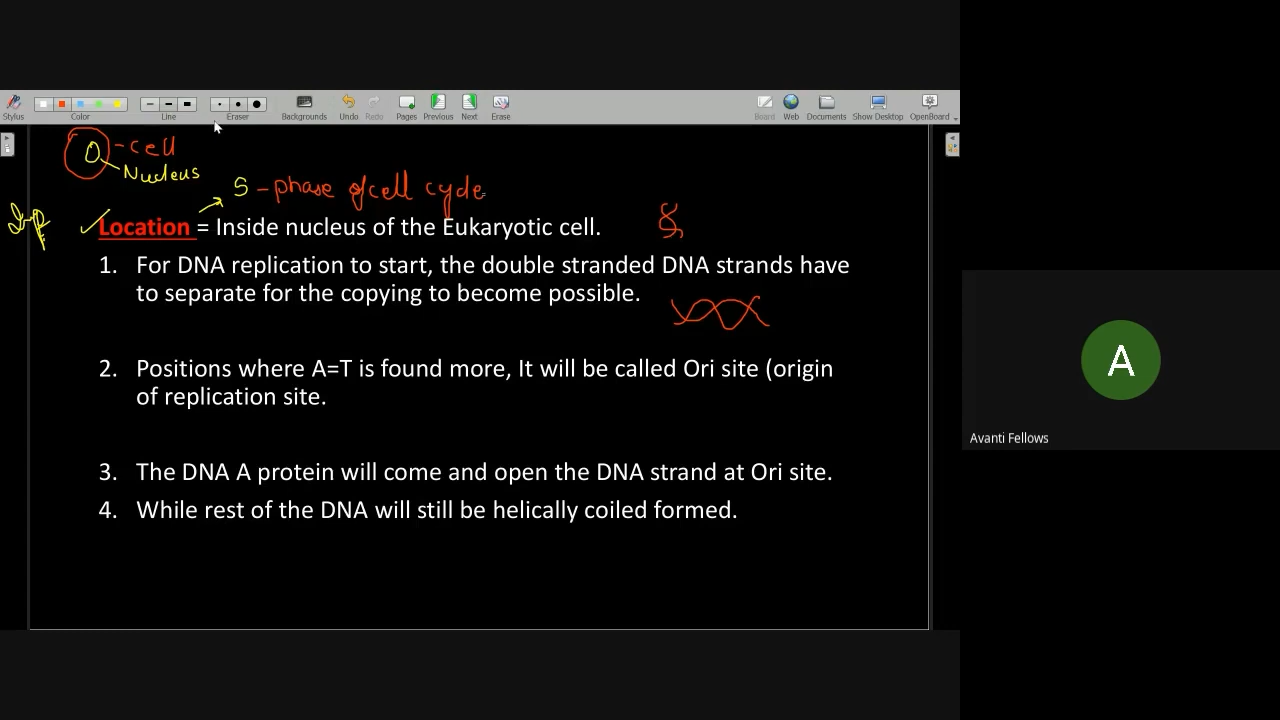 Stylus
Color
Line
Eraser
Backgrounds
Undo
Redo
Pages
Previous
Next
Erase
Board
Web
Documents
Show Desktop
OpenBoard
- cell
Nucleus
S - phase of cell cycle
Imp
Location = Inside nucleus of the Eukaryotic cell.
1. For DNA replication to start, the double stranded DNA strands have
to separate for the copying to become possible.
2. Positions where A=T is found more, It will be called Ori site (origin
of replication site.
3. The DNA A protein will come and open the DNA strand at Ori site.
4. While rest of the DNA will still be helically coiled formed.
A
Avanti Fellows